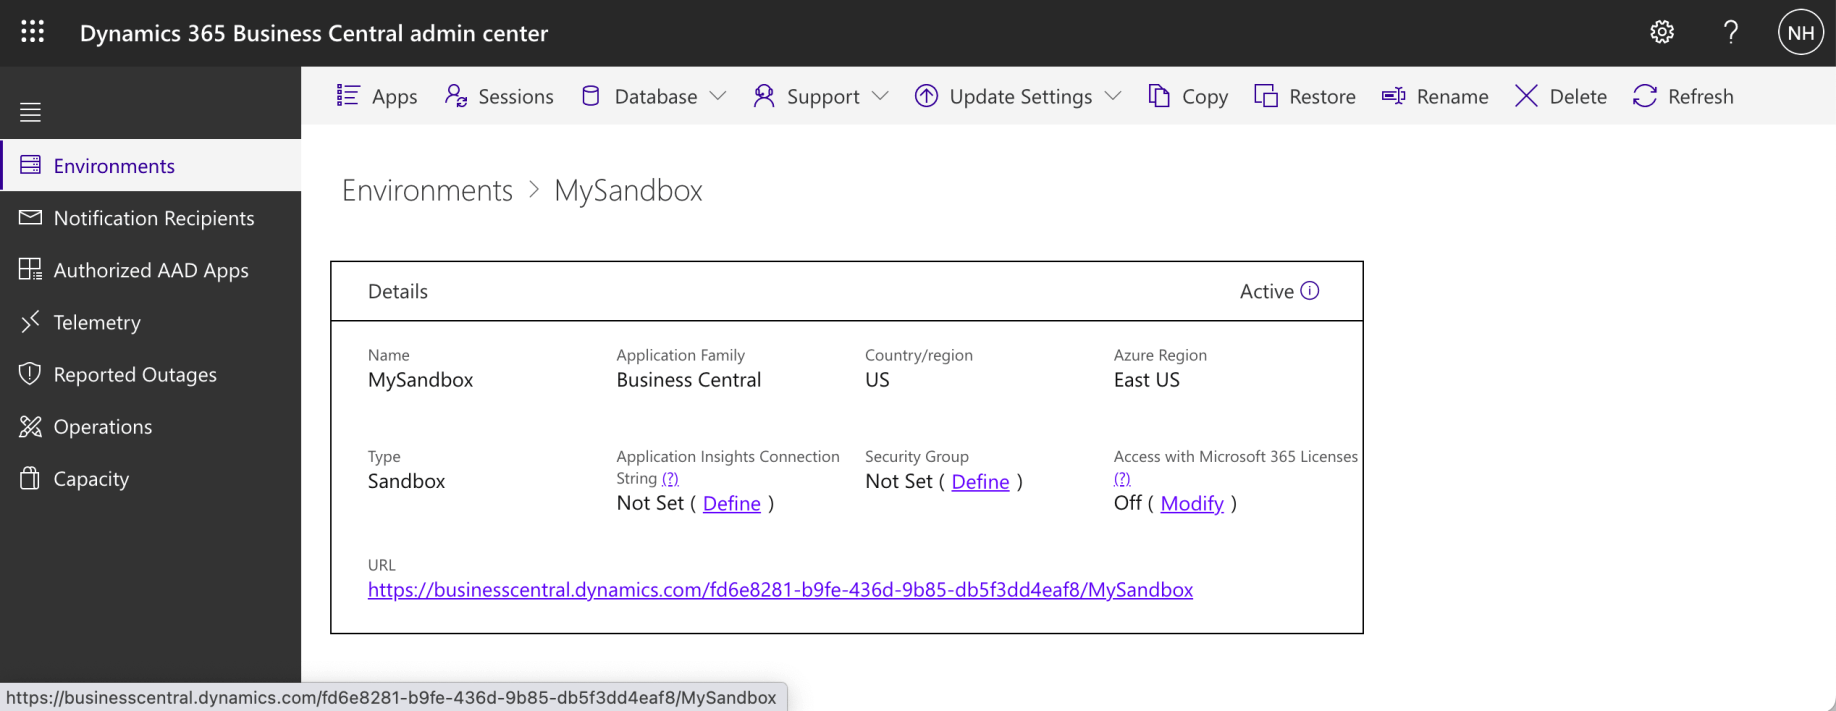 Dynamics 365 Business Central admin center
?
NH
Apps Sessions Database Support Update Settings Copy Restore Rename Delete Refresh
Environments
Notification Recipients
Authorized AAD Apps
Telemetry
Reported Outages
Operations
Capacity
Environments > MySandbox
Details Active
Name
MySandbox
Application Family
Business Central
Country/region
US
Azure Region
East US
Type
Sandbox
Application Insights Connection
String (?)
Not Set ( Define )
Security Group
Not Set ( Define )
Access with Microsoft 365 Licenses
(?)
Off ( Modify )
URL
https://businesscentral.dynamics.com/fd6e8281-b9fe-436d-9b85-db5f3dd4eaf8/MySandbox
https://businesscentral.dynamics.com/fd6e8281-b9fe-436d-9b85-db5f3dd4eaf8/MySandbox